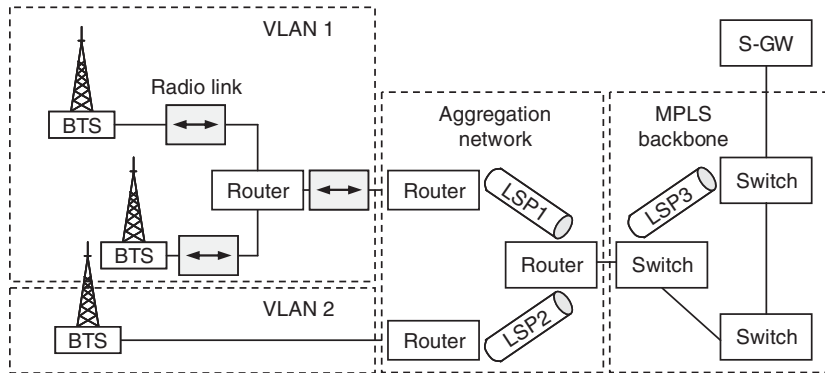 VLAN 1
S-GW
Radio link
BTS
Aggregation
network
MPLS
backbone
Router
Router
LSP1
LSP3
Switch
BTS
Router
Switch
VLAN 2
BTS
Router
LSP2
Switch